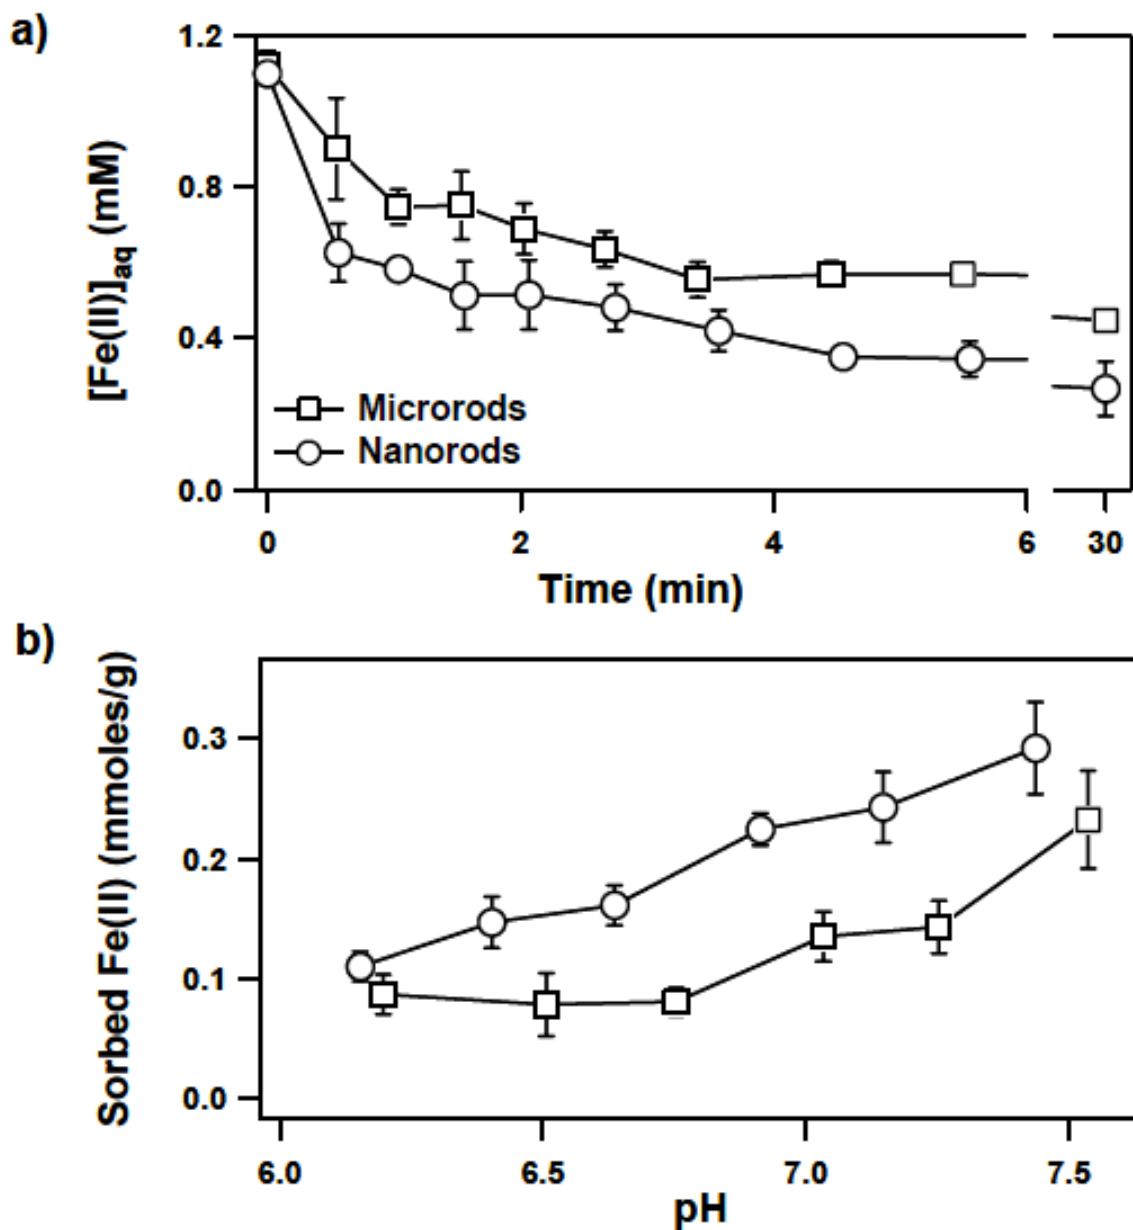 a)
[Fe(II)]aq (mM)
1.2
0.8
0.4
0.0
Microrods
Nanorods
0 2 4 6 30
Time (min)
b)
Sorbed Fe(II) (mmoles/g)
0.3
0.2
0.1
0.0
6.0 6.5 7.0 7.5
pH